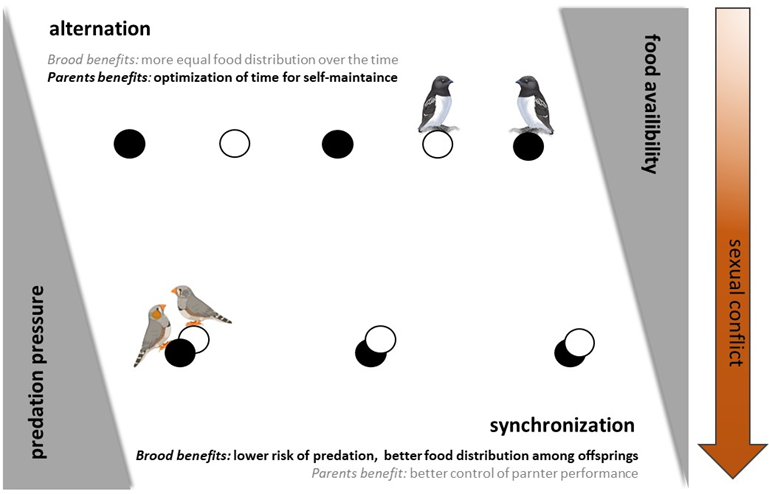 alternation
Brood benefits: more equal food distribution over the time
Parents benefits: optimization of time for self-maintaince
food availibility
sexual conflict
predation pressure
synchronization
Brood benefits: lower risk of predation, better food distribution among offsprings
Parents benefit: better control of parnter performance